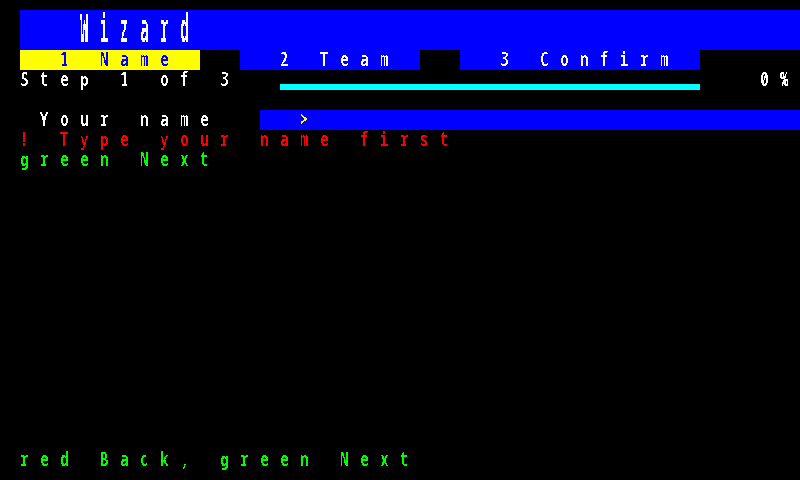 Wizard
1 Name 2 Team 3 Confirm
Step 1 of 3 0%
Your name >
! Type your name first
green Next
red Back, green Next